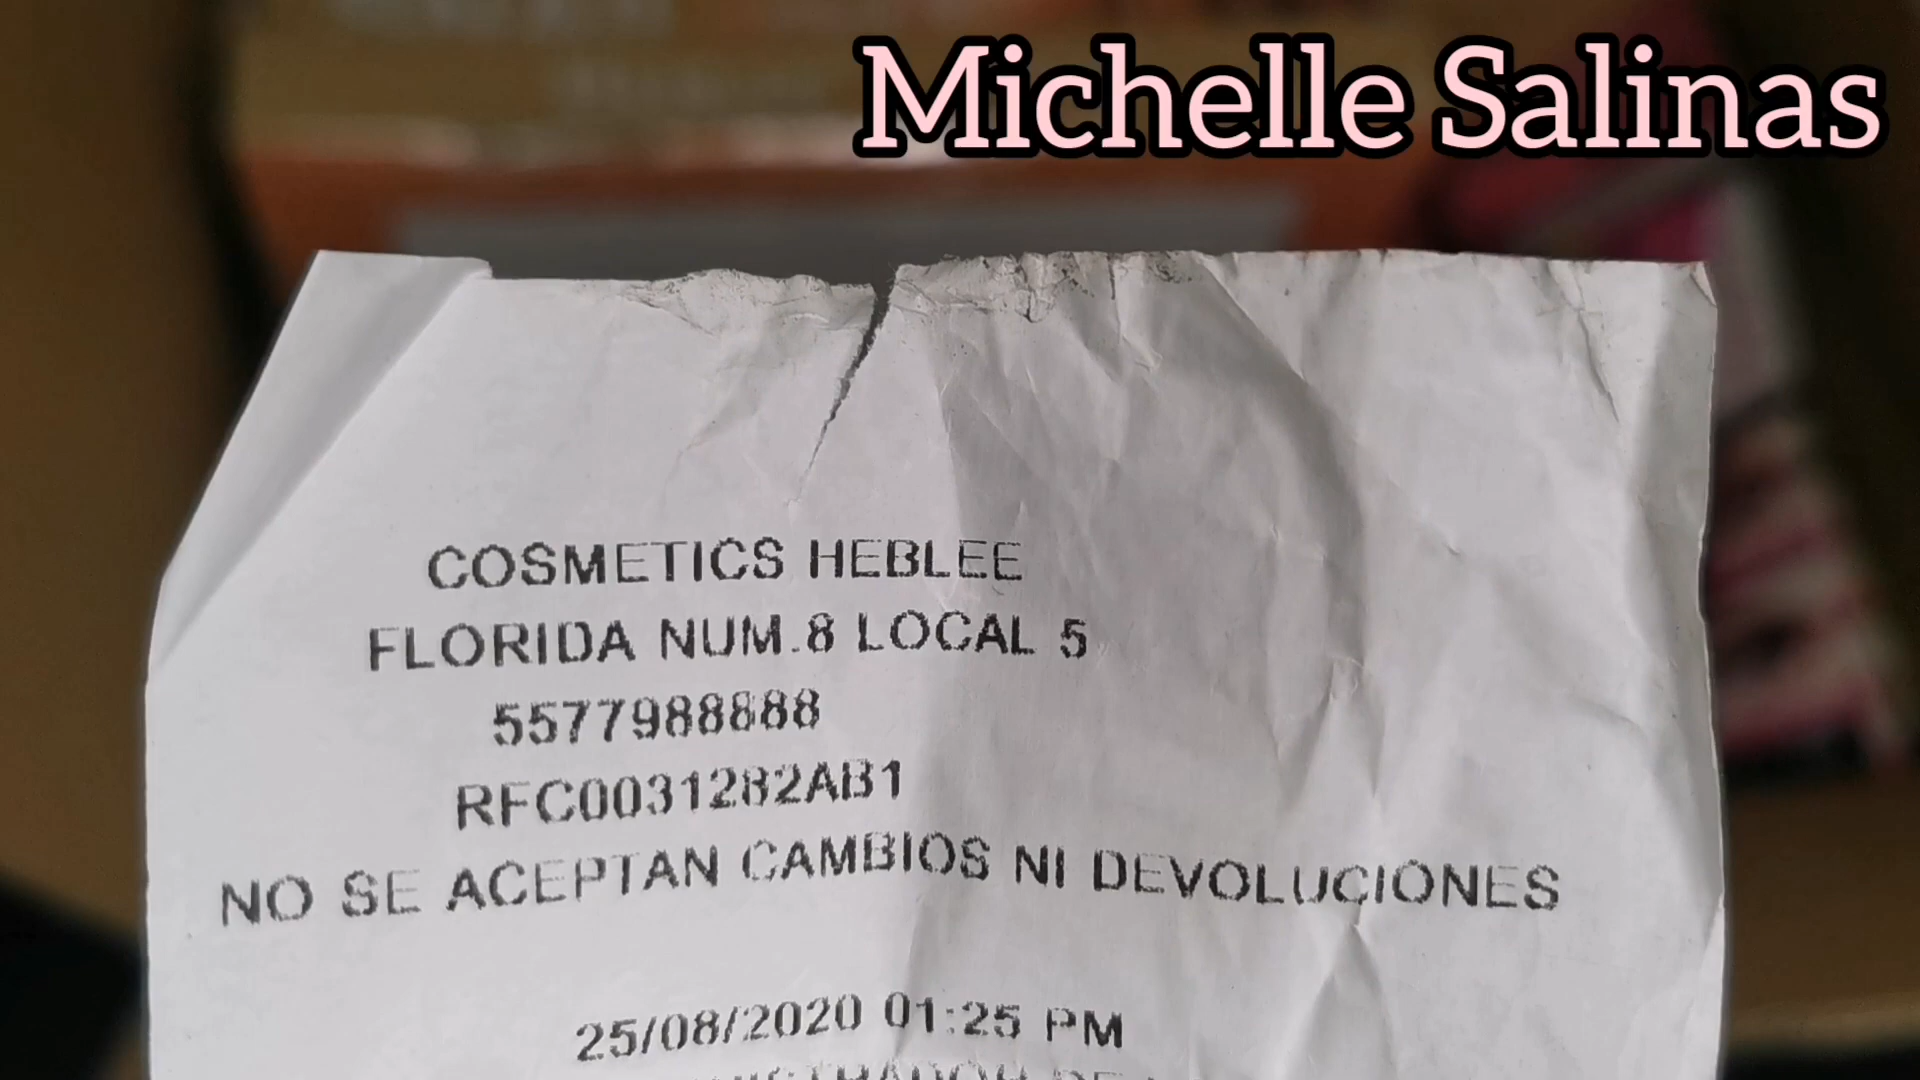 Michelle Salinas
COSMETICS HEBLEE
FLORIDA NUM.8 LOCAL 5
5577988888
RFC0031282AB1
NO SE ACEPTAN CAMBIOS NI DEVOLUCIONES
25/08/2020 01:25 PM